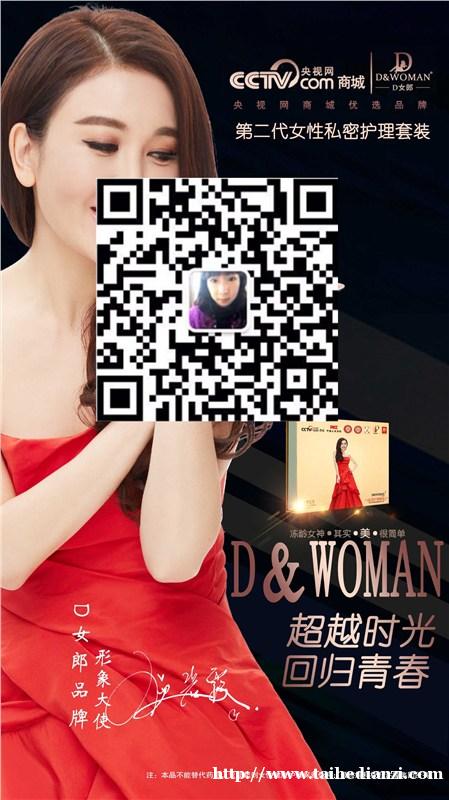 CCTV 央视网 .com 商城
D&WOMAN®
D女郎
央视网商城优选品牌
第二代女性私密护理套装
冻龄女神·其实·美·很简单
D&WOMAN
超越时光
回归青春
D女郎品牌
形象大使
注：本品不能替代药
http://www.taihedianzi.com